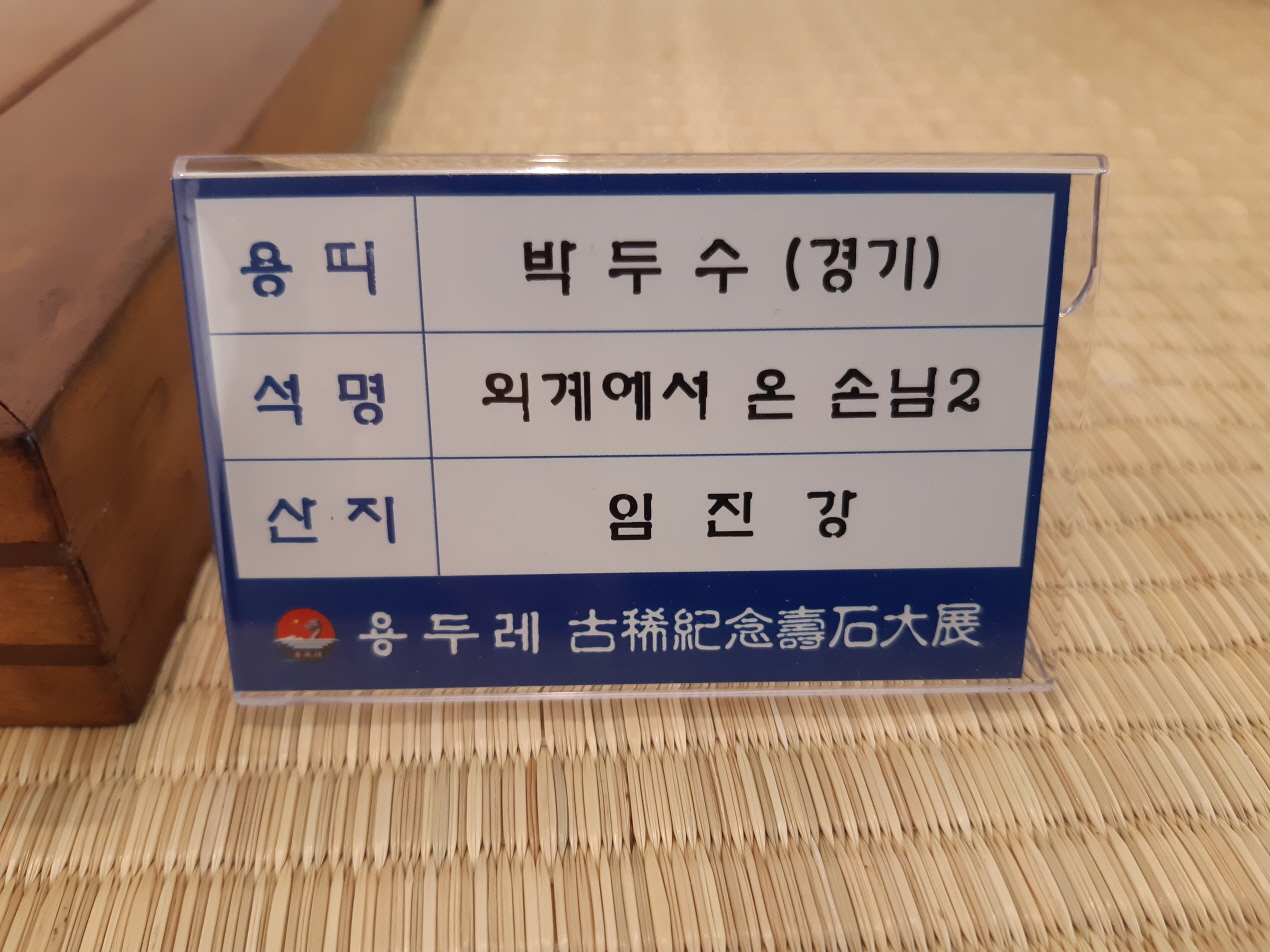 용띠 박두수 (경기)
석명 외계에서 온 손님2
산지 임진강
용두레 古稀紀念壽石大展